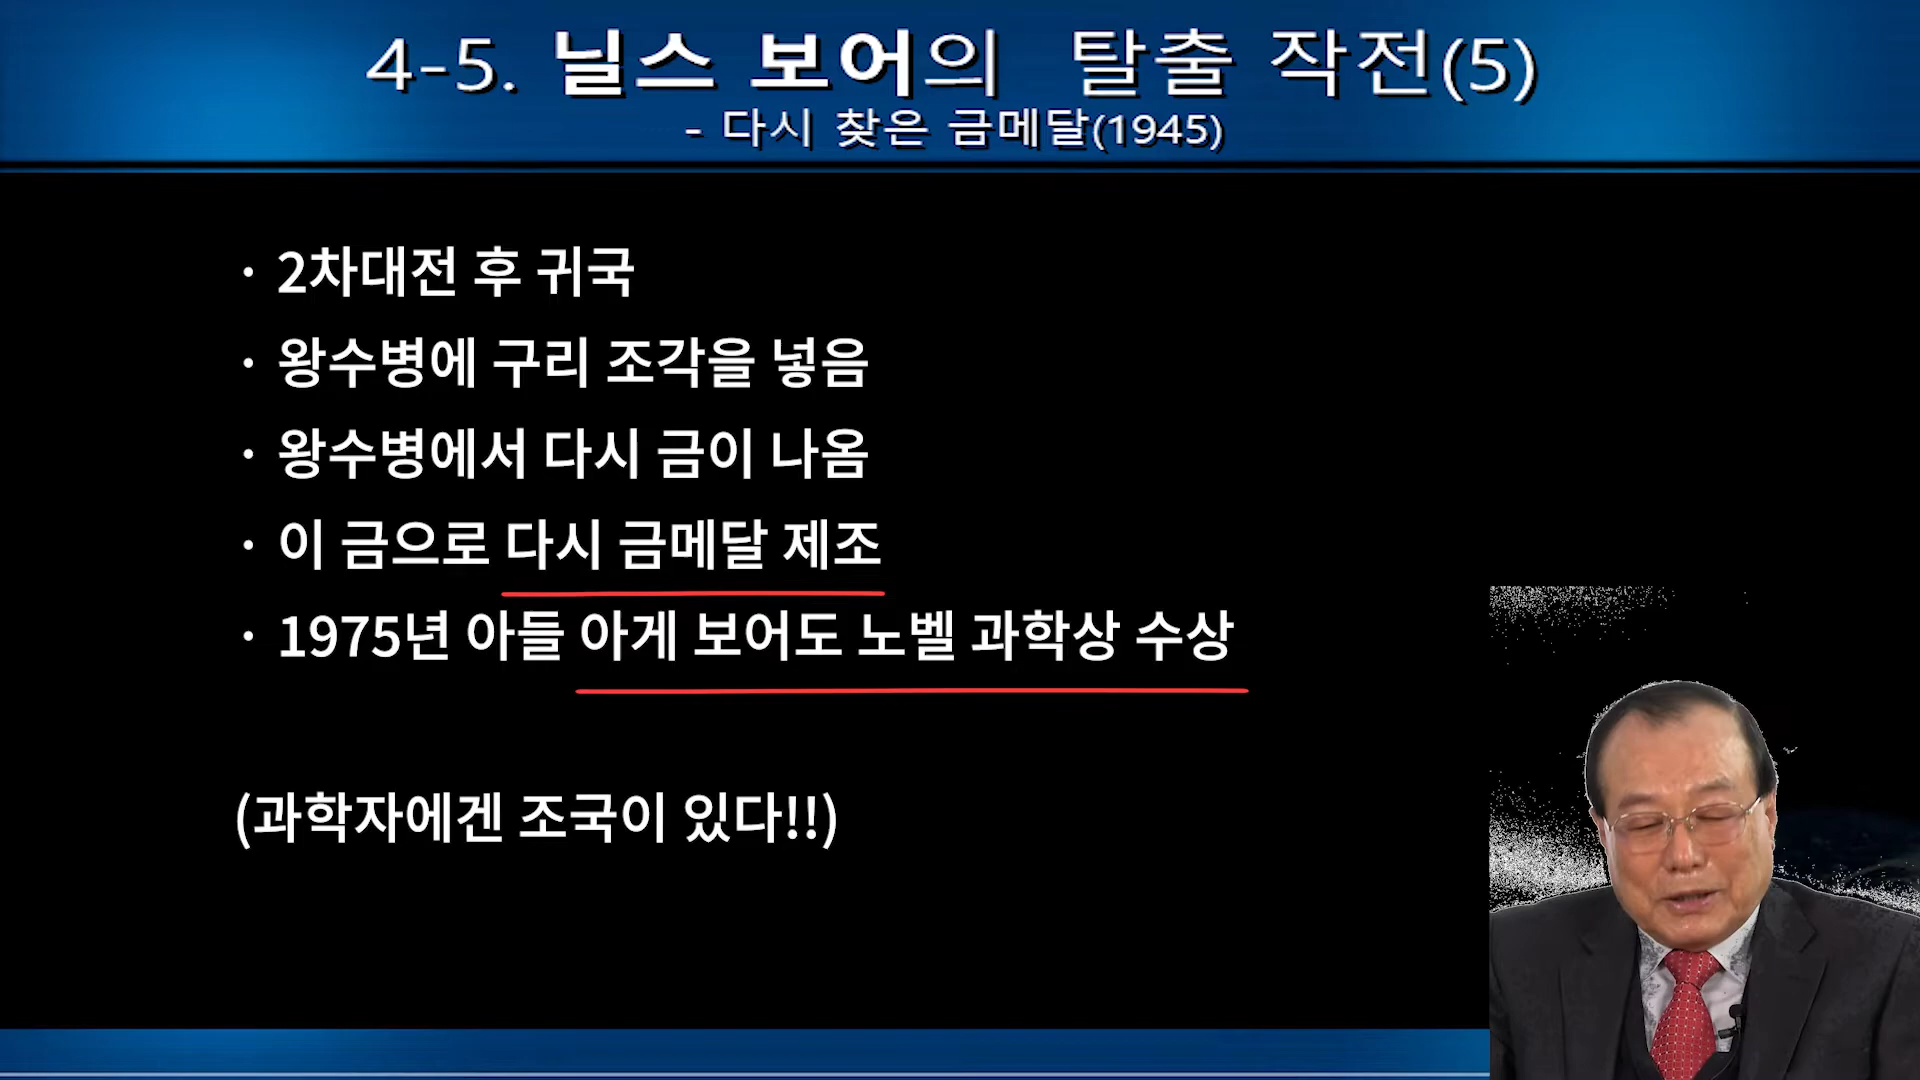 4-5. 닐스 보어의 탈출 작전(5)
- 다시 찾은 금메달(1945)
· 2차대전 후 귀국
· 왕수병에 구리 조각을 넣음
· 왕수병에서 다시 금이 나옴
· 이 금으로 다시 금메달 제조
· 1975년 아들 아게 보어도 노벨 과학상 수상
(과학자에겐 조국이 있다!!)